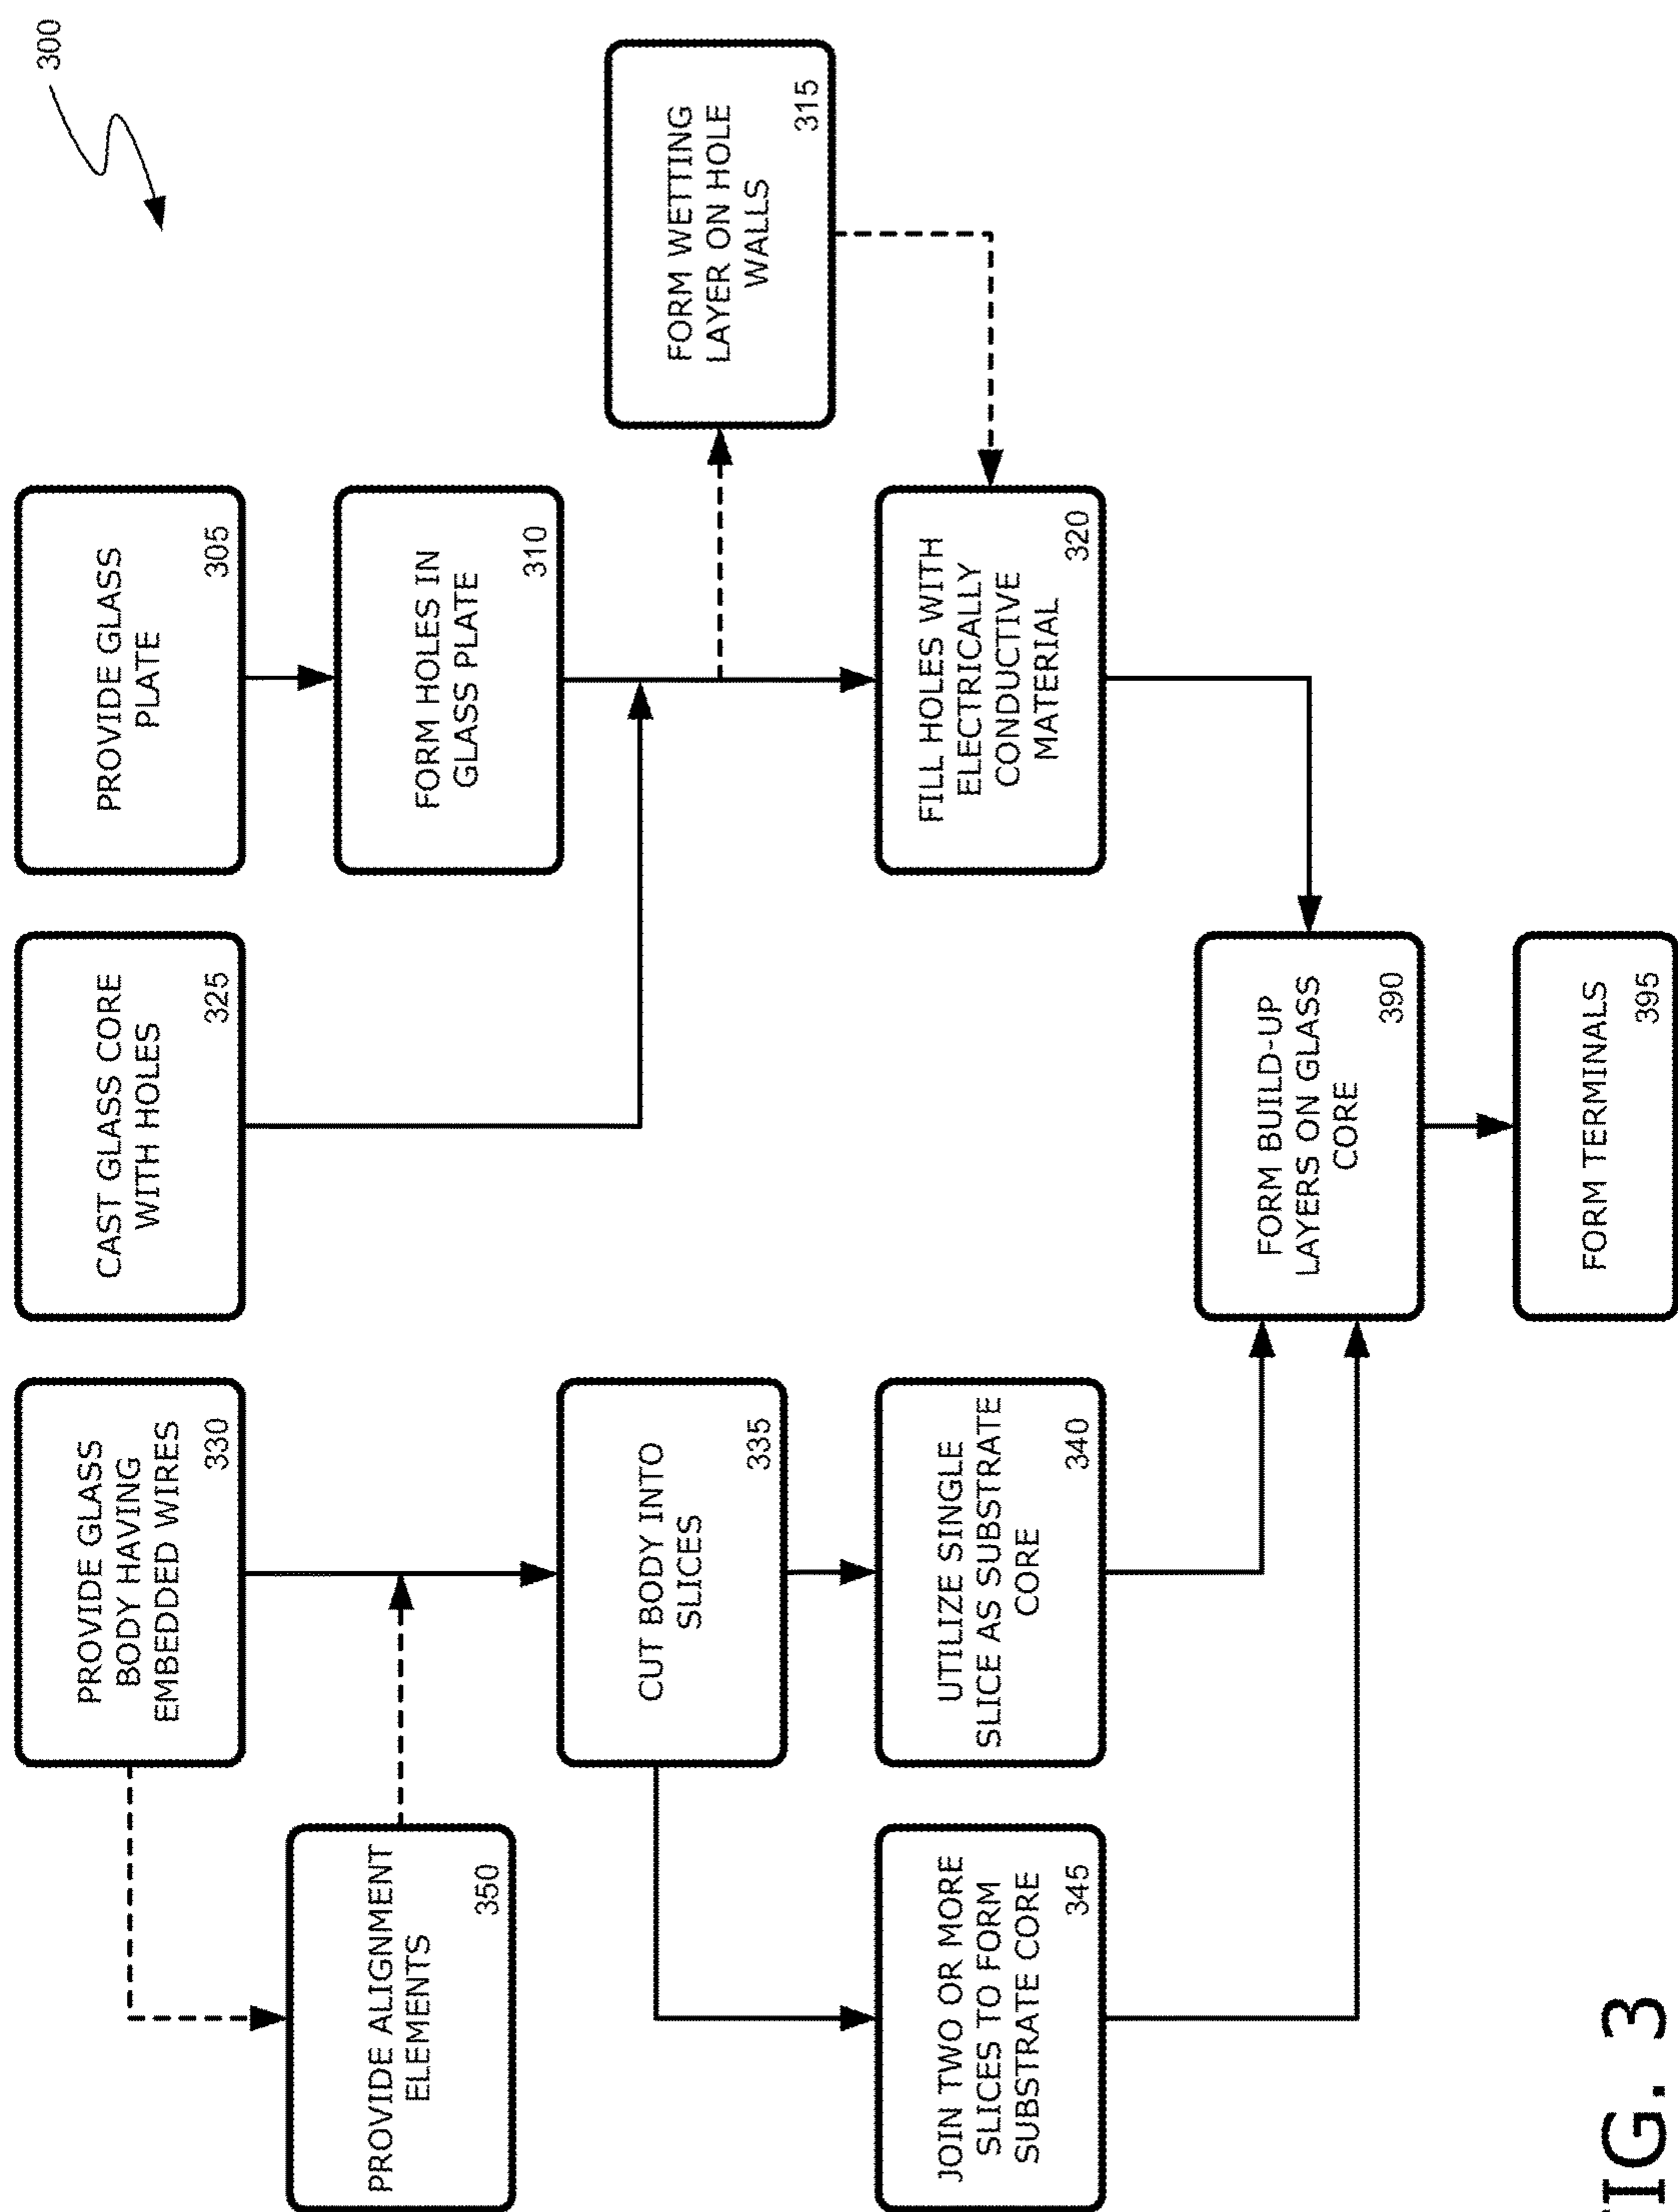 300
PROVIDE GLASS
BODY HAVING
EMBEDDED WIRES
330
CAST GLASS CORE
WITH HOLES
325
PROVIDE GLASS
PLATE
305
PROVIDE ALIGNMENT
ELEMENTS
350
FORM HOLES IN
GLASS PLATE
310
CUT BODY INTO
SLICES
335
FORM WETTING
LAYER ON HOLE
WALLS
315
JOIN TWO OR MORE
SLICES TO FORM
SUBSTRATE CORE
345
UTILIZE SINGLE
SLICE AS SUBSTRATE
CORE
340
FILL HOLES WITH
ELECTRICALLY
CONDUCTIVE
MATERIAL
320
FORM BUILD-UP
LAYERS ON GLASS
CORE
390
FORM TERMINALS
395
IG. 3